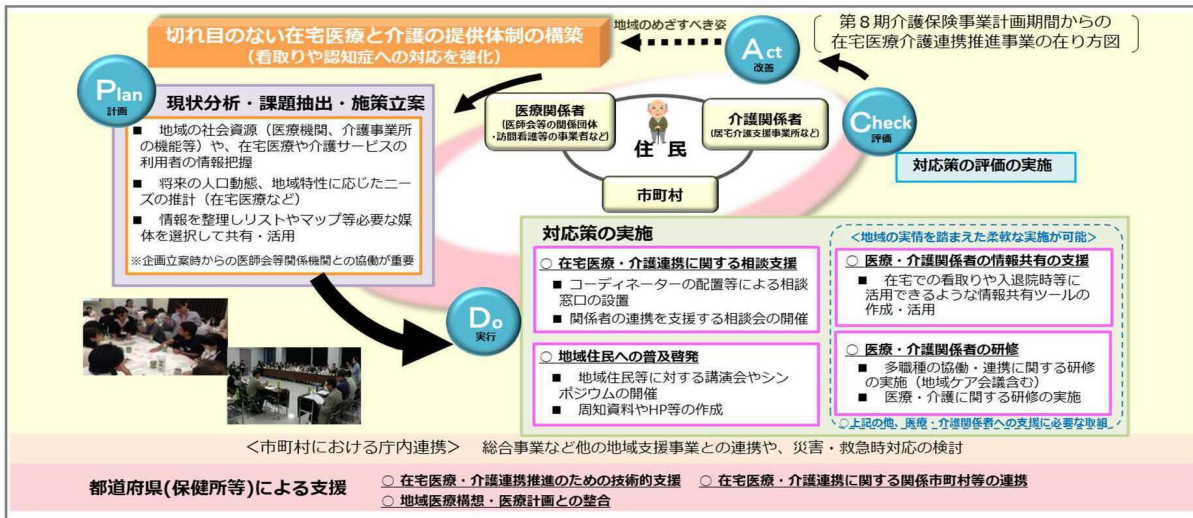 切れ目のない在宅医療と介護の提供体制の構築
(看取りや認知症への対応を強化)
地域のめざすべき姿
Act
改善
第８期介護保険事業計画期間からの
在宅医療介護連携推進事業の在り方図
Plan
計画
現状分析・課題抽出・施策立案
■ 地域の社会資源（医療機関、介護事業所
の機能等）や、在宅医療や介護サービスの
利用者の情報把握
■ 将来の人口動態、地域特性に応じたニー
ズの推計（在宅医療など）
■ 情報を整理しリストやマップ等必要な媒
体を選択して共有・活用
※企画立案時からの医師会等関係機関との協働が重要
医療関係者
(医師会等の関係団体
・訪問看護等の事業者など)
介護関係者
(居宅介護支援事業所など)
住 民
市町村
Check
評価
対応策の評価の実施
Do
実行
対応策の実施
○ 在宅医療・介護連携に関する相談支援
■ コーディネーターの配置等による相談
窓口の設置
■ 関係者の連携を支援する相談会の開催
○ 地域住民への普及啓発
■ 地域住民等に対する講演会やシン
ポジウムの開催
■ 周知資料やHP等の作成
<地域の実情を踏まえた柔軟な実施が可能>
○ 医療・介護関係者の情報共有の支援
■ 在宅での看取りや入退院時等に
活用できるような情報共有ツールの
作成・活用
○ 医療・介護関係者の研修
■ 多職種の協働・連携に関する研修
の実施（地域ケア会議含む）
■ 医療・介護に関する研修の実施
○上記の他、医療・介護関係者への支援に必要な取組
<市町村における庁内連携> 総合事業など他の地域支援事業との連携や、災害・救急時対応の検討
都道府県(保健所等)による支援
○ 在宅医療・介護連携推進のための技術的支援 ○ 在宅医療・介護連携に関する関係市町村等の連携
○ 地域医療構想・医療計画との整合